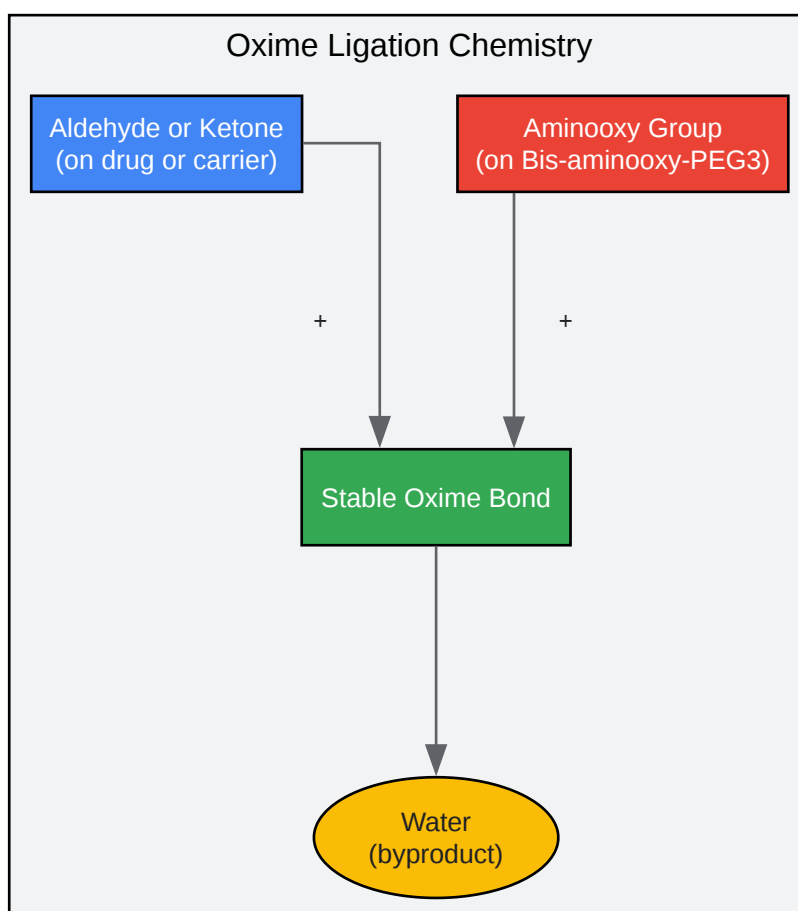 Oxime Ligation Chemistry
Aldehyde or Ketone
(on drug or carrier)
Aminooxy Group
(on Bis-aminooxy-PEG3)
+
+
Stable Oxime Bond
Water
(byproduct)